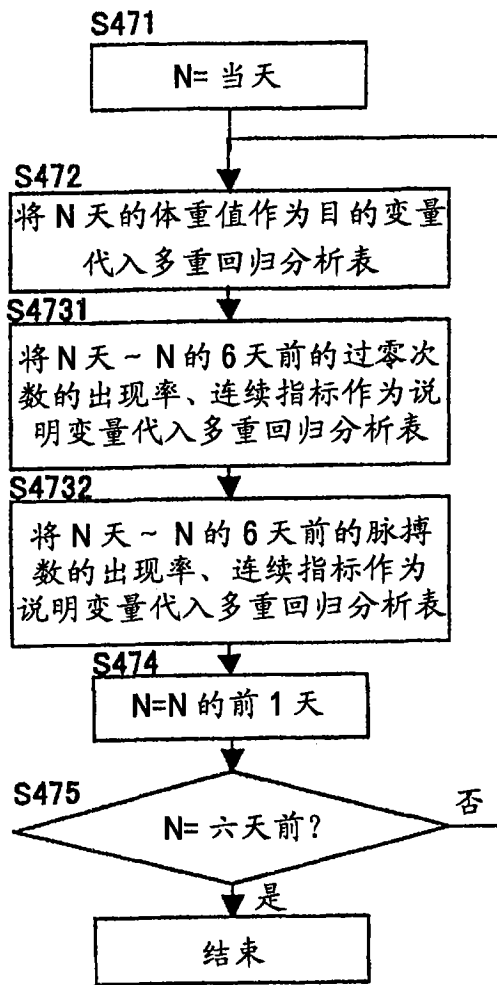 S471
N= 当天
S472
将 N 天的体重值作为目的变量
代入多重回归分析表
S4731
将 N 天 ~ N 的 6 天前的过零次
数的出现率、连续指标作为说
明变量代入多重回归分析表
S4732
将 N 天 ~ N 的 6 天前的脉搏
数的出现率、连续指标作为
说明变量代入多重回归分析表
S474
N=N 的前 1 天
S475
N= 六天前?
否
是
结束